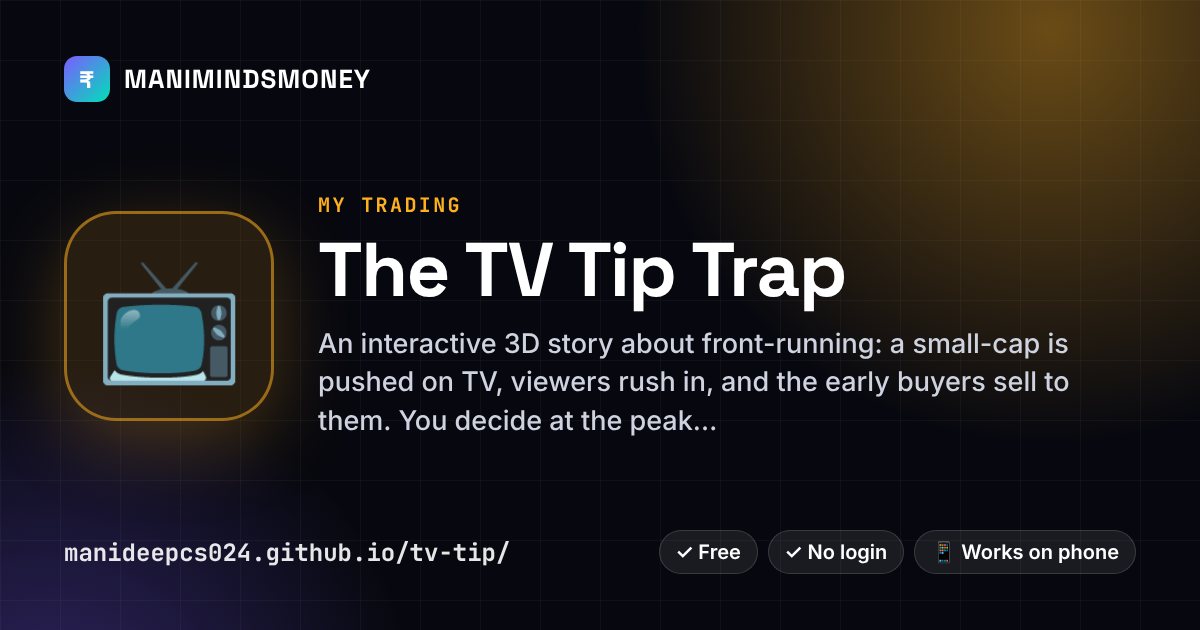 ₹ MANIMINDSMONEY
MY TRADING
The TV Tip Trap
An interactive 3D story about front-running: a small-cap is
pushed on TV, viewers rush in, and the early buyers sell to
them. You decide at the peak…
manideepcs024.github.io/tv-tip/
✓ Free
✓ No login
📱 Works on phone